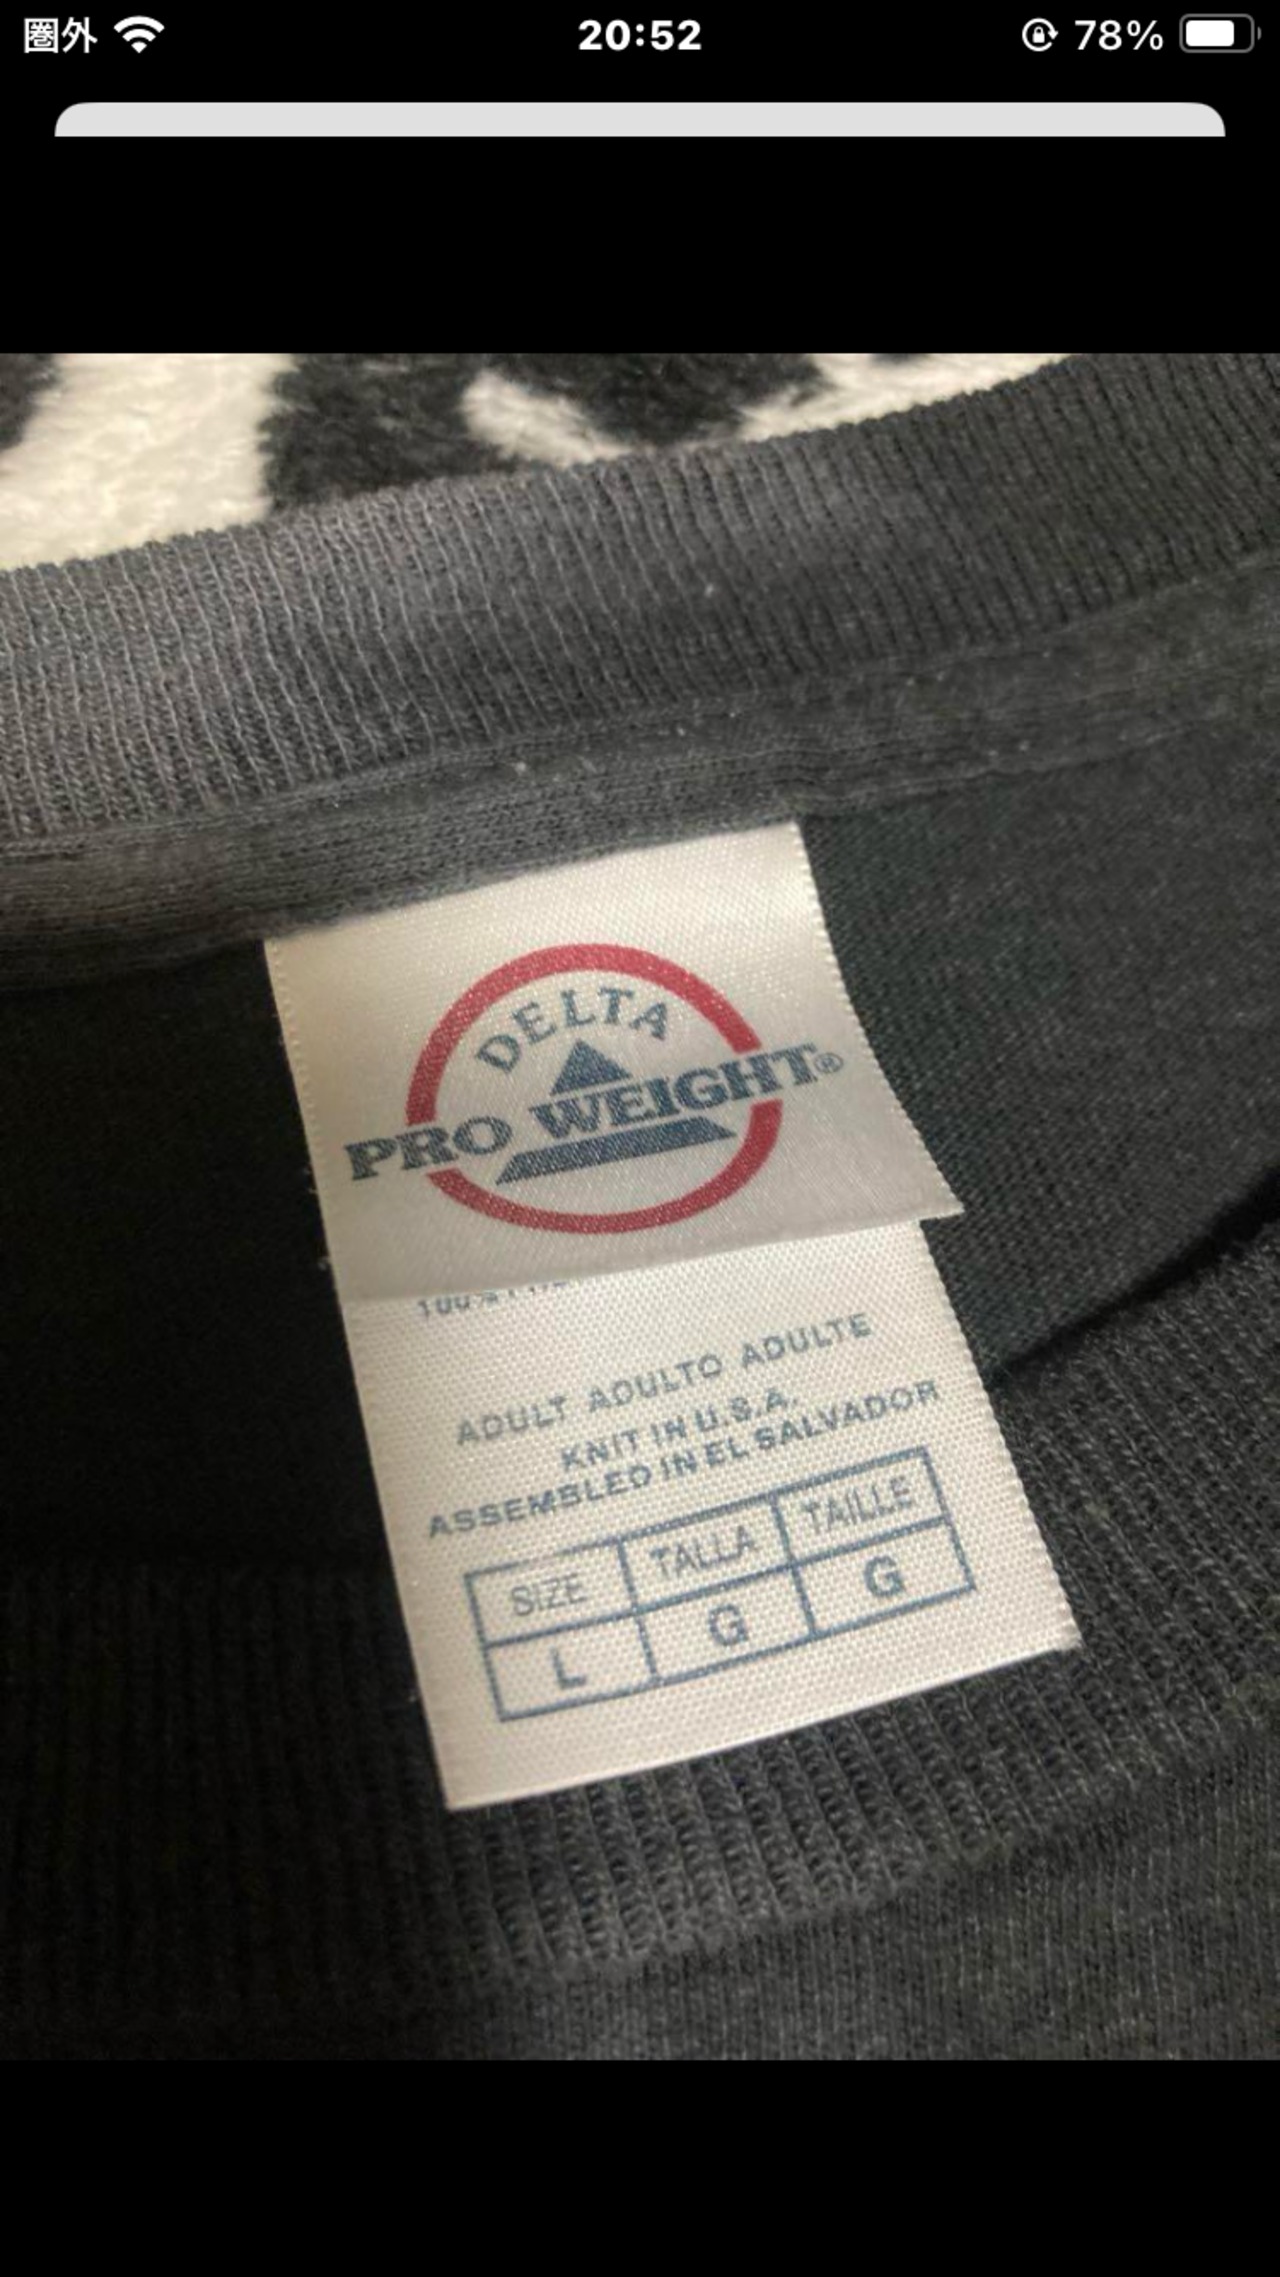 圏外 20:52 78%
DELTA
PRO WEIGHT®
100%
ADULT ADULTO ADULTE
KNIT IN U.S.A.
ASSEMBLED IN EL SALVADOR
SIZE TALLA TAILLE
L G G